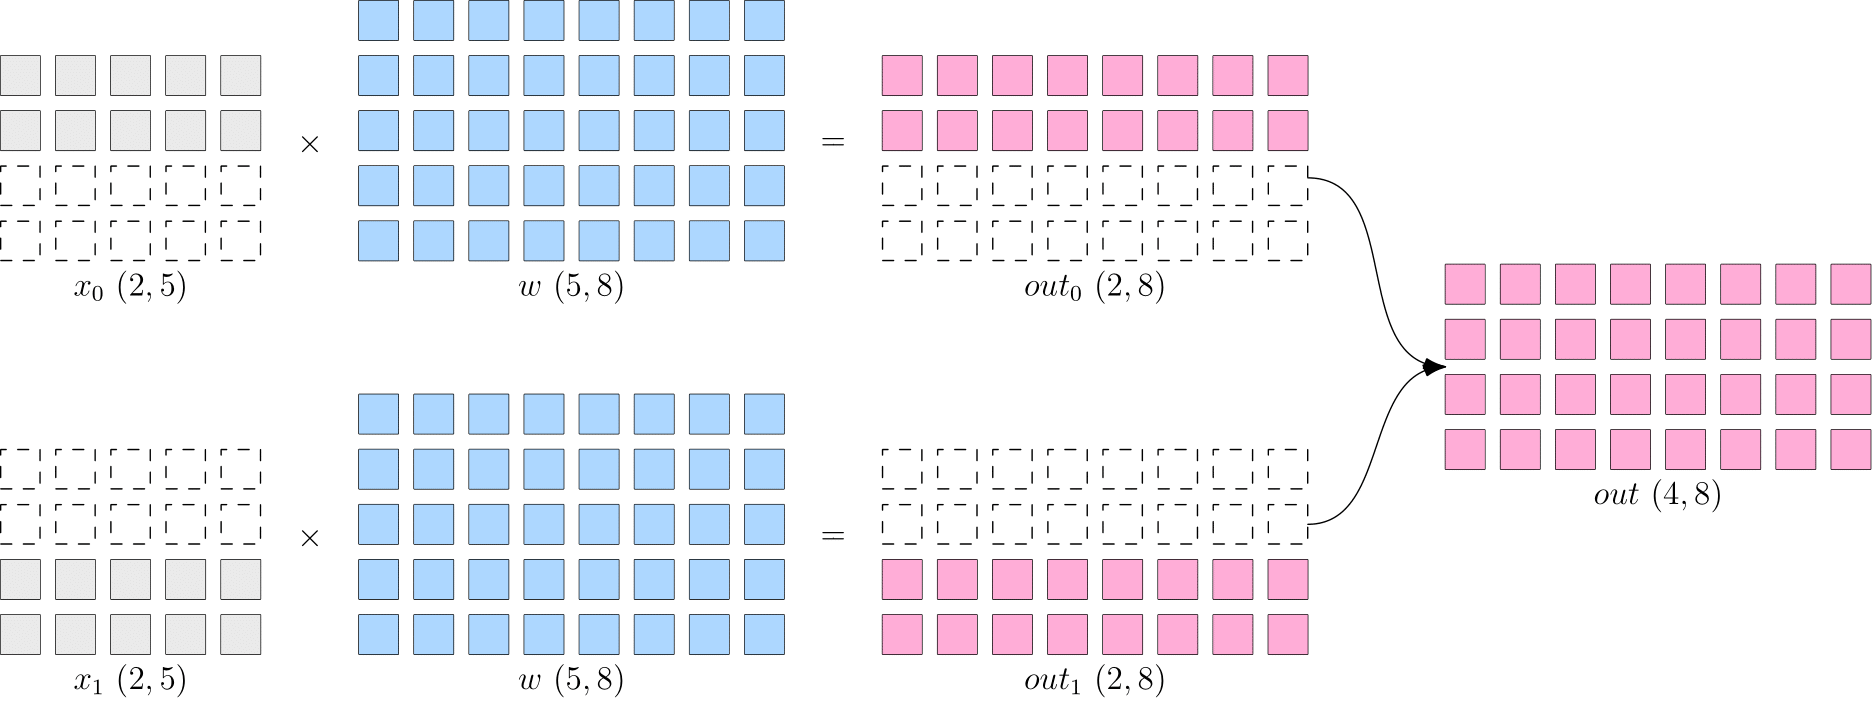 ×
=
x₀ (2, 5)
w (5, 8)
out₀ (2, 8)
out (4, 8)
×
=
x₁ (2, 5)
w (5, 8)
out₁ (2, 8)